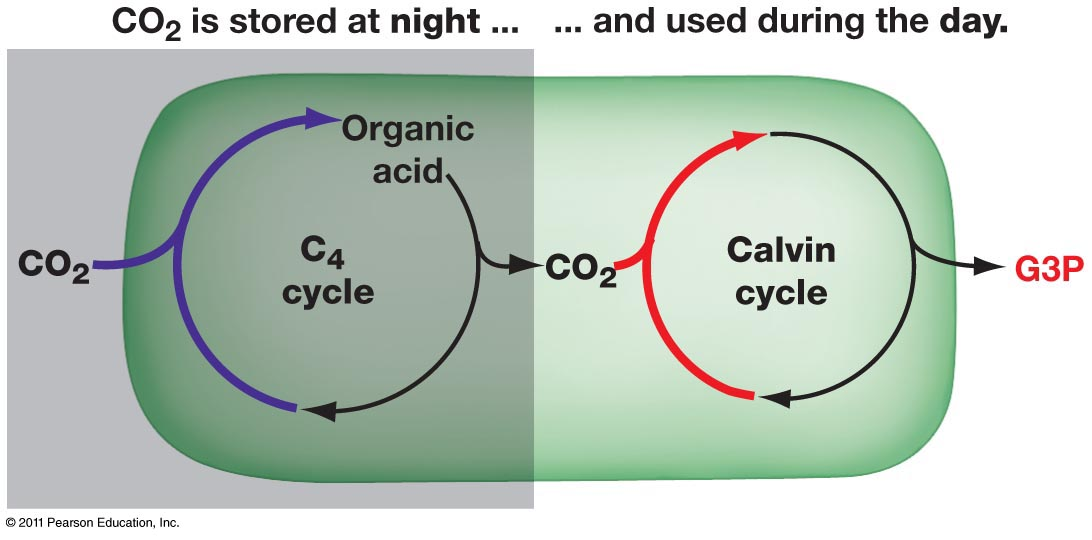 CO₂ is stored at night ... ... and used during the day.
Organic
acid
CO₂
C₄
cycle
CO₂
Calvin
cycle
G3P
© 2011 Pearson Education, Inc.